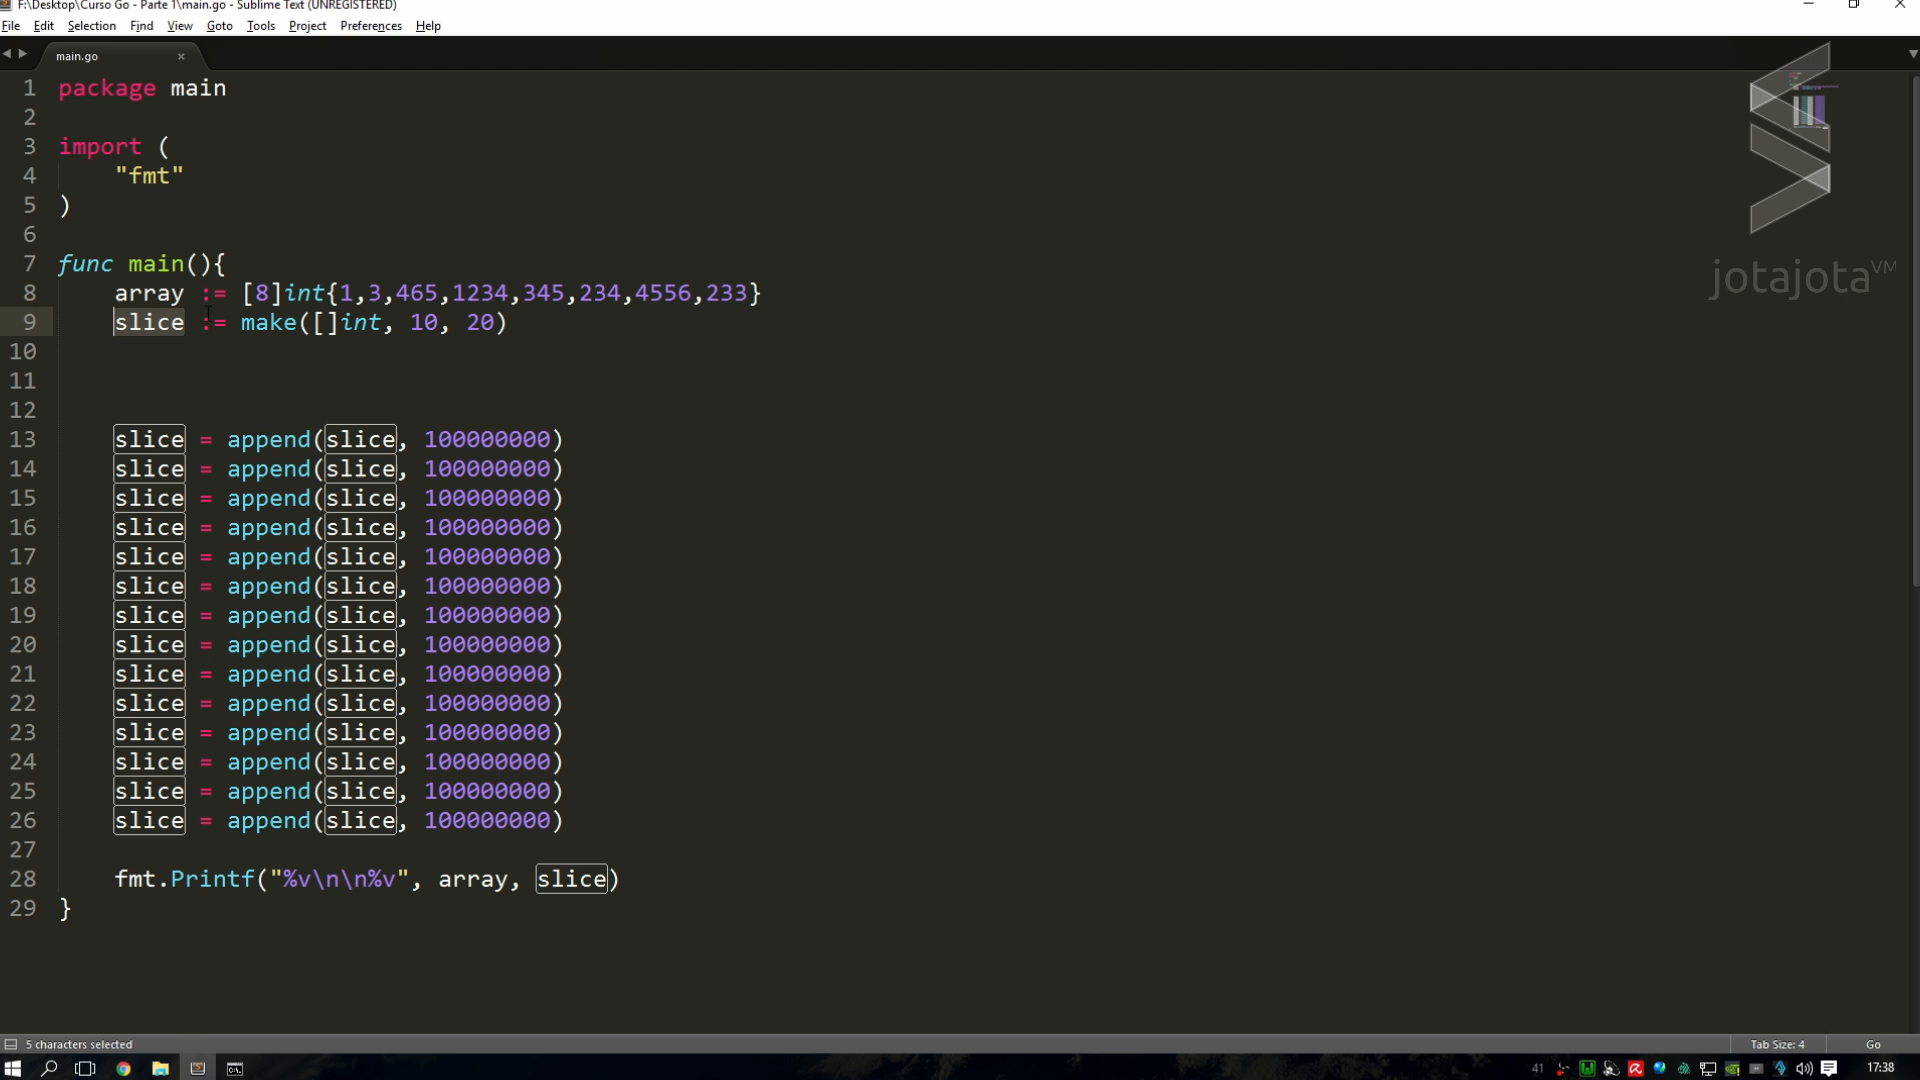 F:\Desktop\Curso Go - Parte 1\main.go - Sublime Text (UNREGISTERED)
File Edit Selection Find View Goto Tools Project Preferences Help
main.go ×
1 package main
2
3 import (
4 "fmt"
5 )
6
7 func main(){
8 array := [8]int{1,3,465,1234,345,234,4556,233}
9 slice := make([]int, 10, 20)
10
11
12
13 slice = append(slice, 100000000)
14 slice = append(slice, 100000000)
15 slice = append(slice, 100000000)
16 slice = append(slice, 100000000)
17 slice = append(slice, 100000000)
18 slice = append(slice, 100000000)
19 slice = append(slice, 100000000)
20 slice = append(slice, 100000000)
21 slice = append(slice, 100000000)
22 slice = append(slice, 100000000)
23 slice = append(slice, 100000000)
24 slice = append(slice, 100000000)
25 slice = append(slice, 100000000)
26 slice = append(slice, 100000000)
27
28 fmt.Printf("%v\n\n%v", array, slice)
29 }
jotajota VM
5 characters selected Tab Size: 4 Go
41 17:38